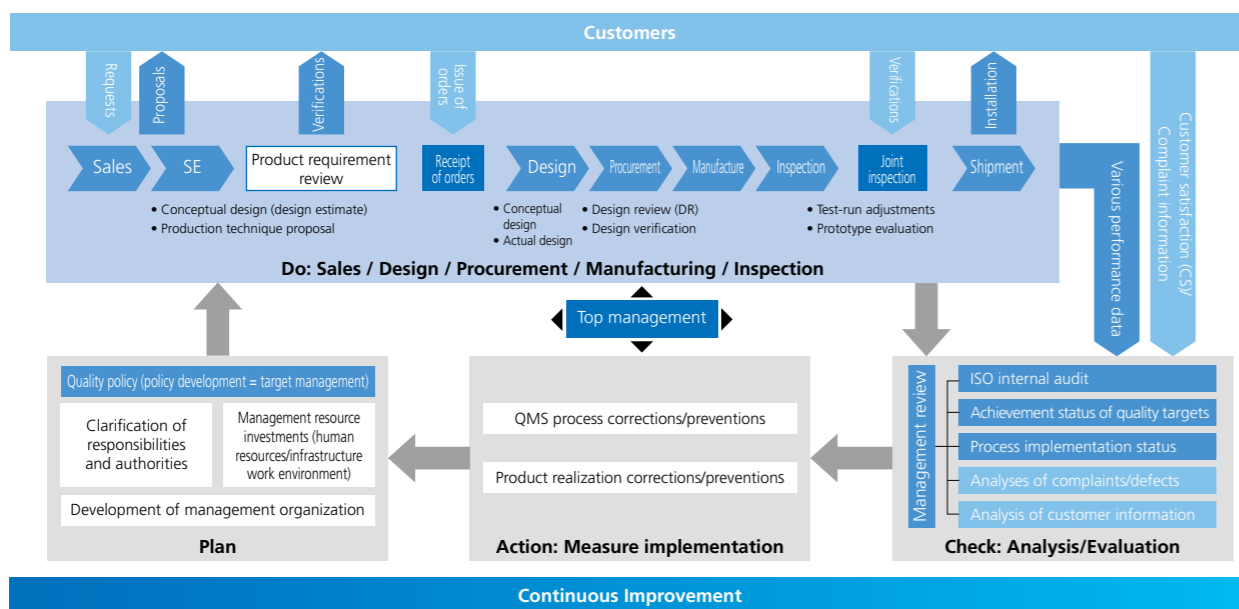 Customers
Requests
Proposals
Verifications
Issue of
orders
Verifications
Installation
Customer satisfaction (CS)/
Complaint information
Various performance data
Sales
SE
Product requirement
review
Receipt
of orders
Design
Procurement
Manufacture
Inspection
Joint
inspection
Shipment
• Conceptual design (design estimate)
• Production technique proposal
• Conceptual
design
• Actual design
• Design review (DR)
• Design verification
• Test-run adjustments
• Prototype evaluation
Do: Sales / Design / Procurement / Manufacturing / Inspection
Top management
Quality policy (policy development = target management)
Clarification of
responsibilities
and authorities
Management resource
investments (human
resources/infrastructure
work environment)
Development of management organization
Plan
QMS process corrections/preventions
Product realization corrections/preventions
Action: Measure implementation
Management review
ISO internal audit
Achievement status of quality targets
Process implementation status
Analyses of complaints/defects
Analysis of customer information
Check: Analysis/Evaluation
Continuous Improvement